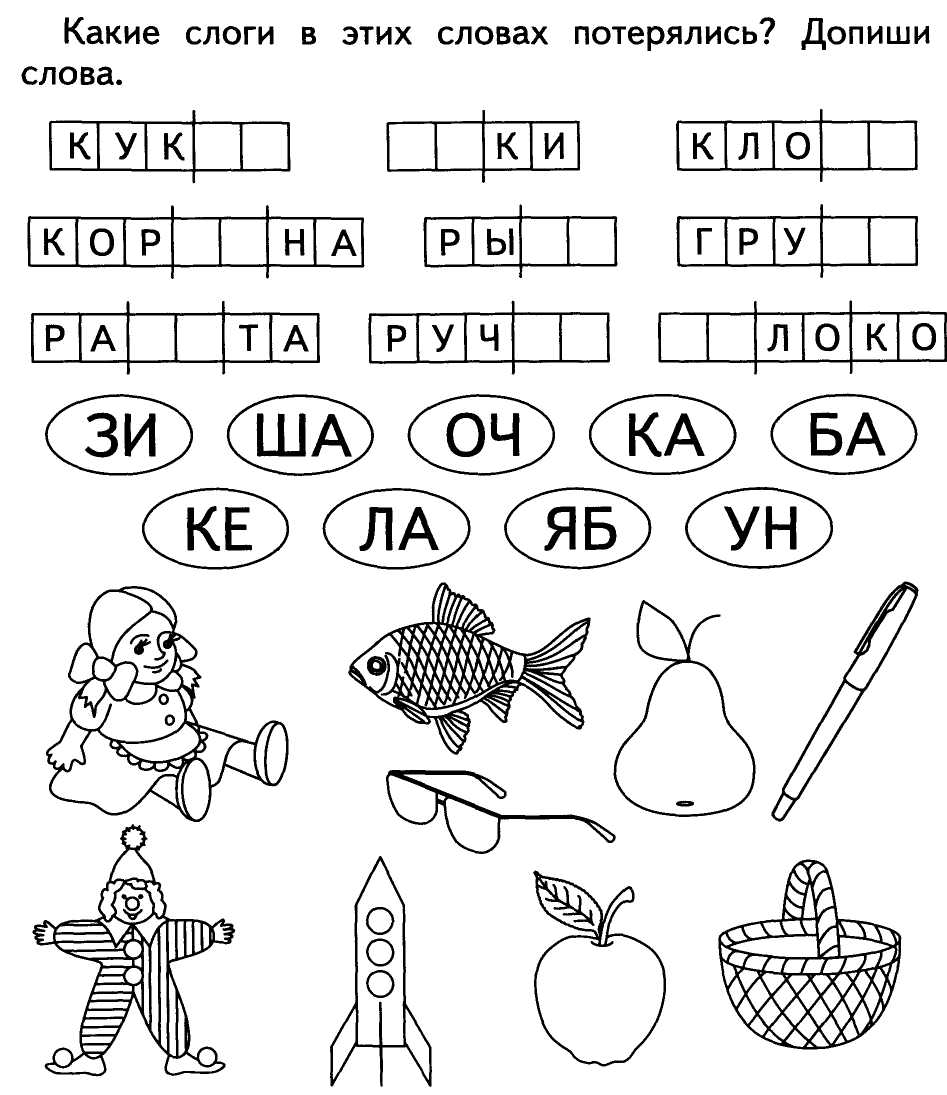 Какие слоги в этих словах потерялись? Допиши
слова.
КУК КИ КЛО
КОР НА РЫ ГРУ
РА ТА РУЧ ЛОКО
ЗИ ША ОЧ КА БА
КЕ ЛА ЯБ УН